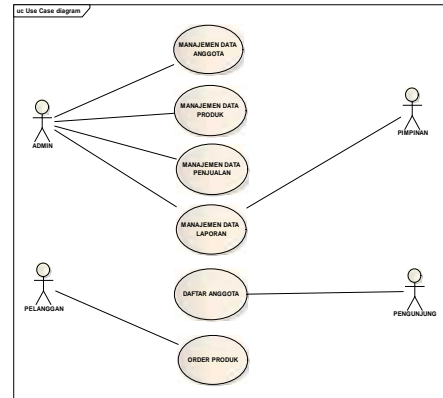 uc Use Case diagram
MANAJEMEN DATA
ANGGOTA
MANAJEMEN DATA
PRODUK
ADMIN
PIMPINAN
MANAJEMEN DATA
PENJUALAN
MANAJEMEN DATA
LAPORAN
DAFTAR ANGGOTA
PELANGGAN
PENGUNJUNG
ORDER PRODUK